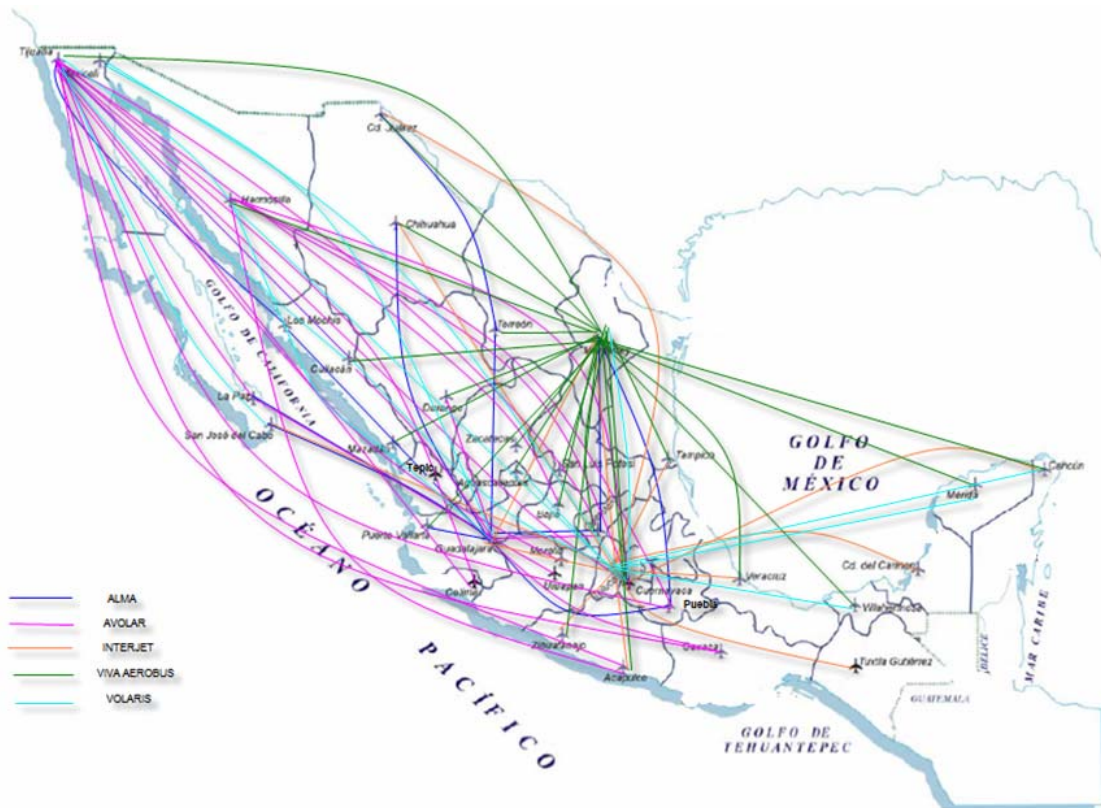 Tijuana
Mexicali
Cd. Juárez
Hermosillo
Chihuahua
GOLFO DE CALIFORNIA
Los Mochis
Torreón
Culiacán
La Paz
Durango
San José del Cabo
Mazatlán
Zacatecas
Tepic
San Luis Potosí
Tampico
GOLFO
DE
MÉXICO
Cancún
Mérida
OCÉANO
Puerto Vallarta
Guadalajara
Morelia
Uruapan
Cuernavaca
Veracruz
Cd. del Carmen
Puebla
Villahermosa
ALMA
AVOLAR
INTERJET
VIVA AEROBUS
VOLARIS
Zihuatanejo
Oaxaca
Acapulco
Tuxtla Gutiérrez
BELICE
MAR CARIBE
PACÍFICO
GUATEMALA
GOLFO DE
TEHUANTEPEC